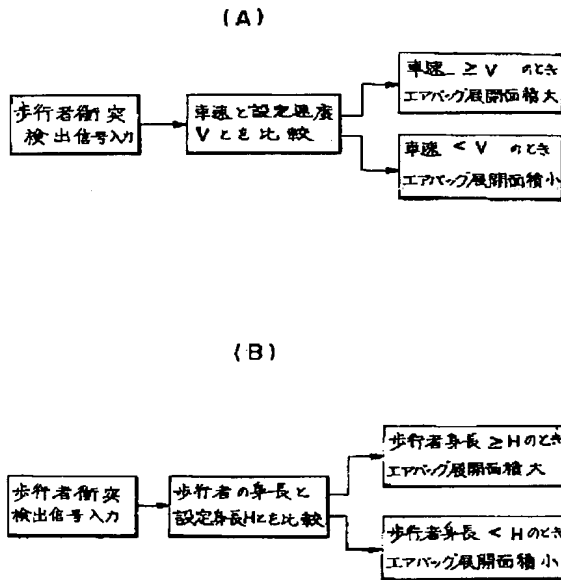 (A)
歩行者衝突
検出信号入力
車速と設定速度
Vとを比較
車速 ≧ V のとき
エアバッグ展開面積大
車速 < V のとき
エアバッグ展開面積小
(B)
歩行者衝突
検出信号入力
歩行者の身長と
設定身長Hとを比較
歩行者身長 ≧ Hのとき
エアバッグ展開面積大
歩行者身長 < Hのとき
エアバッグ展開面積小